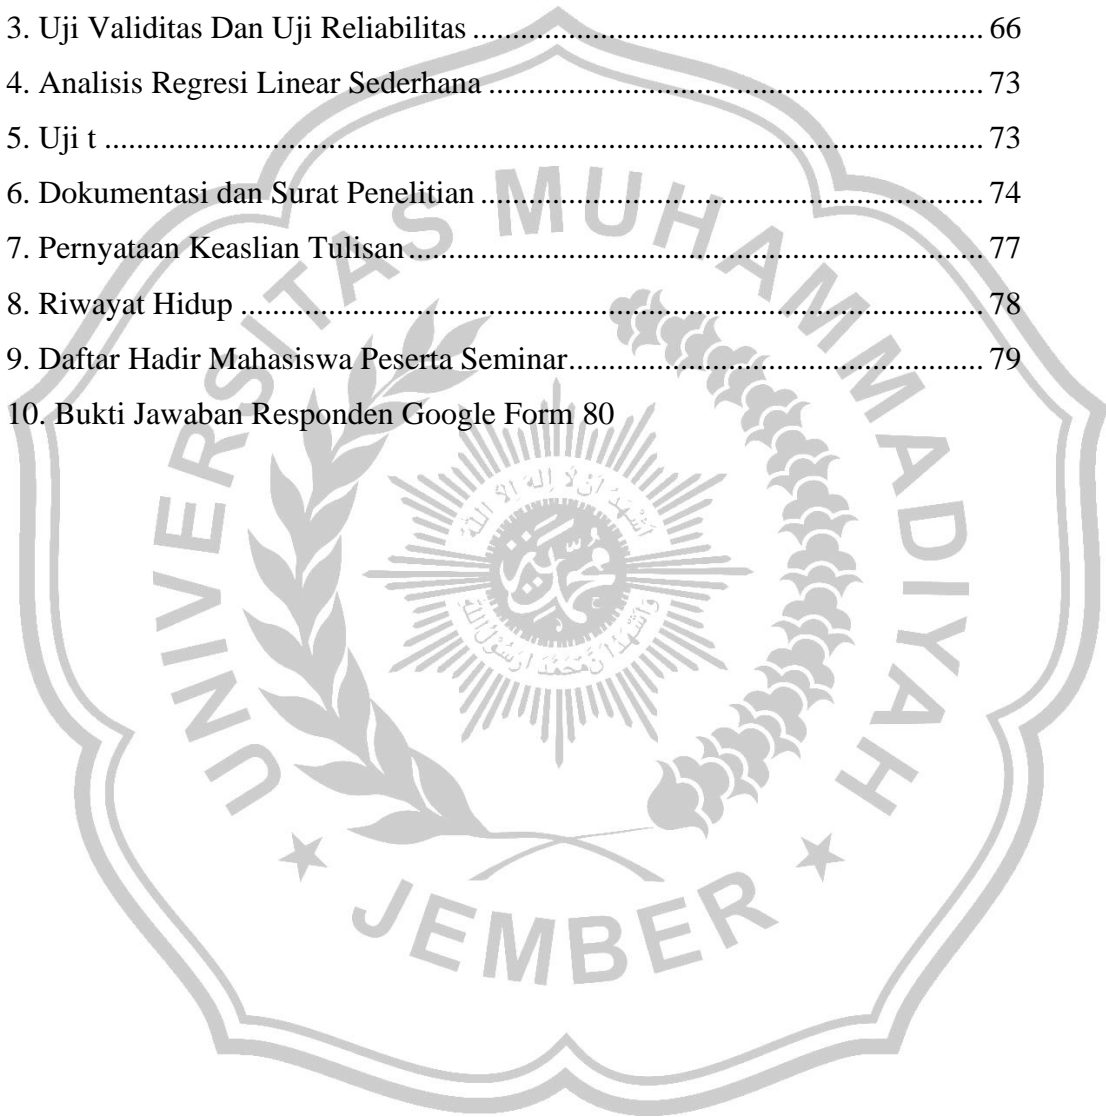 3. Uji Validitas Dan Uji Reliabilitas ................................................................ 66
4. Analisis Regresi Linear Sederhana .............................................................. 73
5. Uji t .............................................................................................................. 73
6. Dokumentasi dan Surat Penelitian ............................................................... 74
7. Pernyataan Keaslian Tulisan ........................................................................ 77
8. Riwayat Hidup ............................................................................................. 78
9. Daftar Hadir Mahasiswa Peserta Seminar .................................................... 79
10. Bukti Jawaban Responden Google Form 80
UNIVERSITAS MUHAMMADIYAH
JEMBER